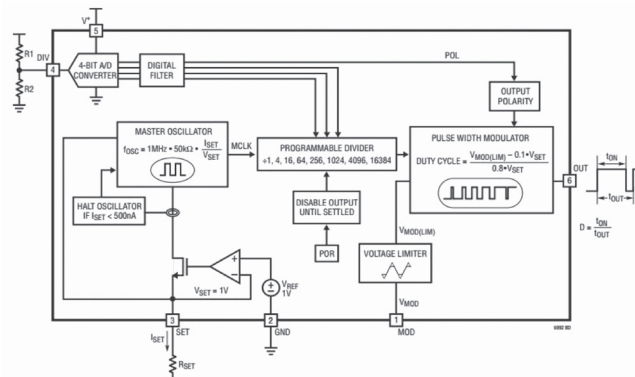 V+
5
R1
DIV
4
R2
4-BIT A/D
CONVERTER
DIGITAL
FILTER
POL
OUTPUT
POLARITY
MASTER OSCILLATOR
fOSC = 1MHz • 50kΩ • ISET
VSET
MCLK
PROGRAMMABLE DIVIDER
÷1, 4, 16, 64, 256, 1024, 4096, 16384
PULSE WIDTH MODULATOR
DUTY CYCLE = VMOD(LIM) – 0.1•VSET
0.8•VSET
OUT
6
tON
tOUT
D = tON
tOUT
HALT OSCILLATOR
IF ISET < 500nA
DISABLE OUTPUT
UNTIL SETTLED
POR
VMOD(LIM)
VOLTAGE LIMITER
VMOD
+
–
VSET = 1V
+
–
VREF
1V
3
SET
2
GND
1
MOD
ISET
RSET
6992 BD